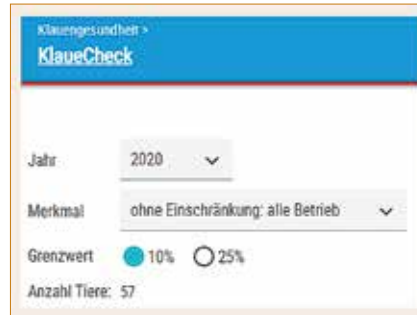 Klauengesundheit >
KlaueCheck
Jahr 2020
Merkmal ohne Einschränkung: alle Betrieb
Grenzwert 10% 25%
Anzahl Tiere: 57